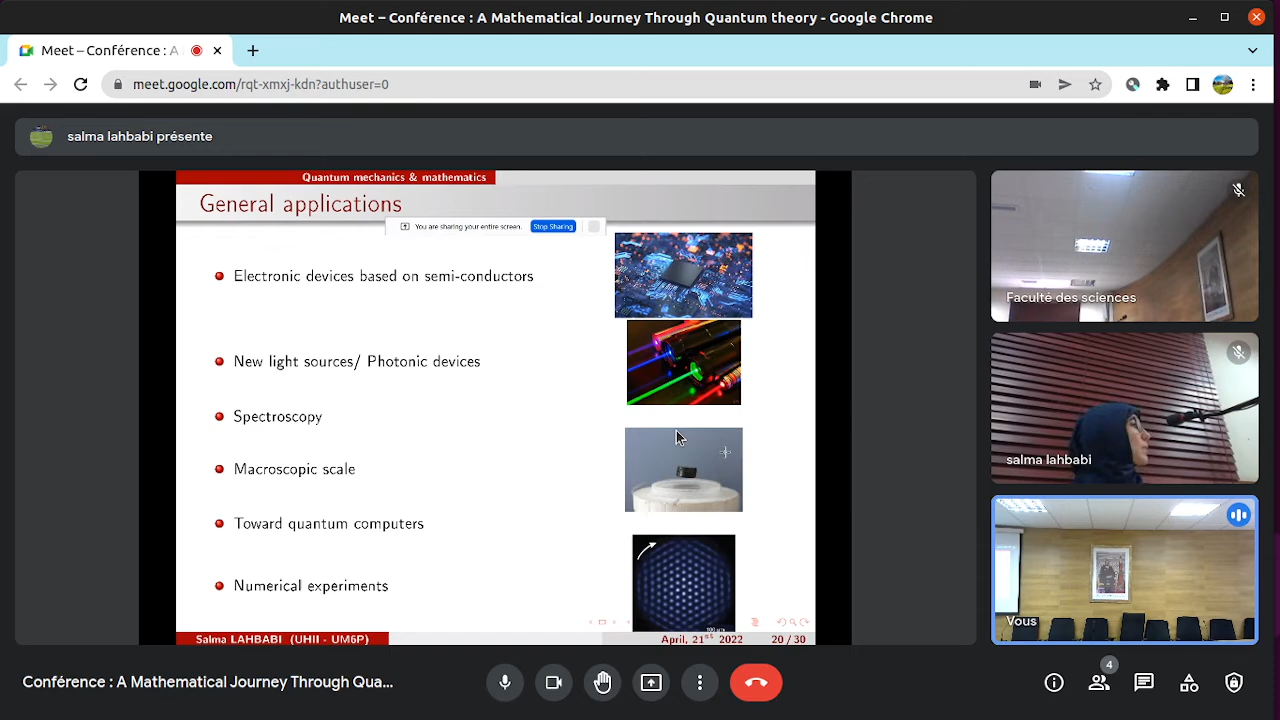 Meet – Conférence : A Mathematical Journey Through Quantum theory - Google Chrome
Meet – Conférence : A
meet.google.com/rqt-xmxj-kdn?authuser=0
salma lahbabi présente
Quantum mechanics & mathematics
General applications
You are sharing your entire screen. Stop Sharing
Electronic devices based on semi-conductors
New light sources/ Photonic devices
Spectroscopy
Macroscopic scale
Toward quantum computers
Numerical experiments
Salma LAHBABI (UHII - UM6P) April, 21st 2022 20 / 30
Faculté des sciences
salma lahbabi
Vous
Conférence : A Mathematical Journey Through Qua...
4